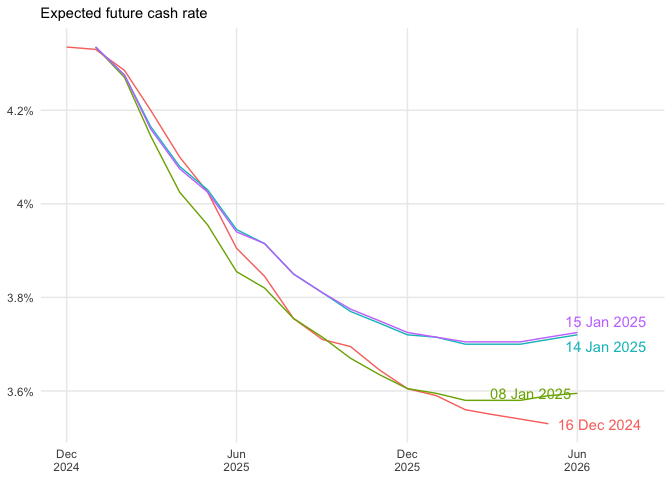 Expected future cash rate
4.2%
4%
3.8%
3.6%
15 Jan 2025
14 Jan 2025
08 Jan 2025
16 Dec 2024
Dec
2024
Jun
2025
Dec
2025
Jun
2026